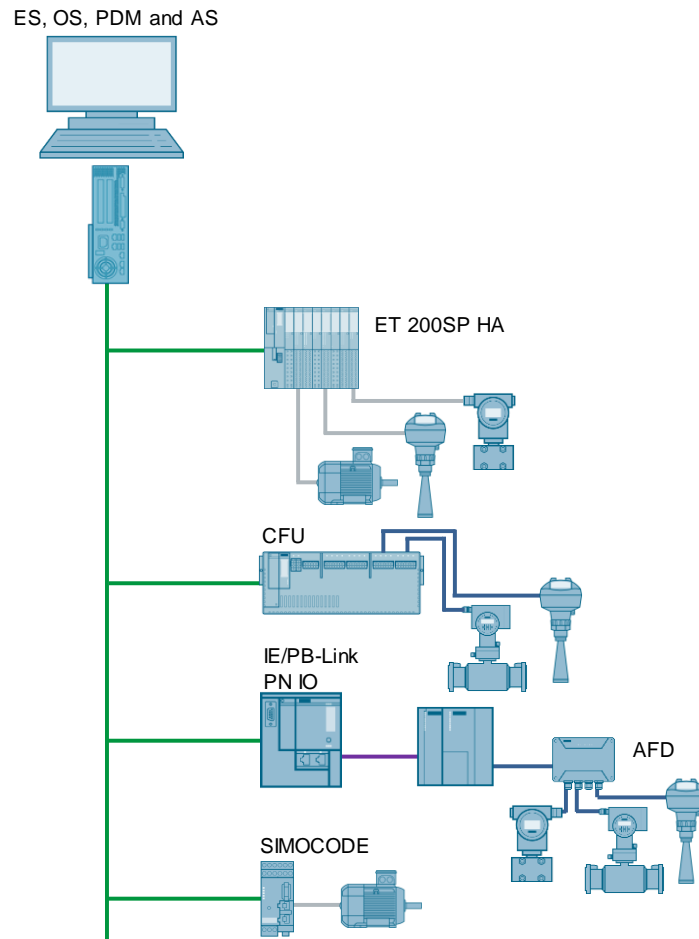 ES, OS, PDM and AS
ET 200SP HA
CFU
IE/PB-Link
PN IO
AFD
SIMOCODE